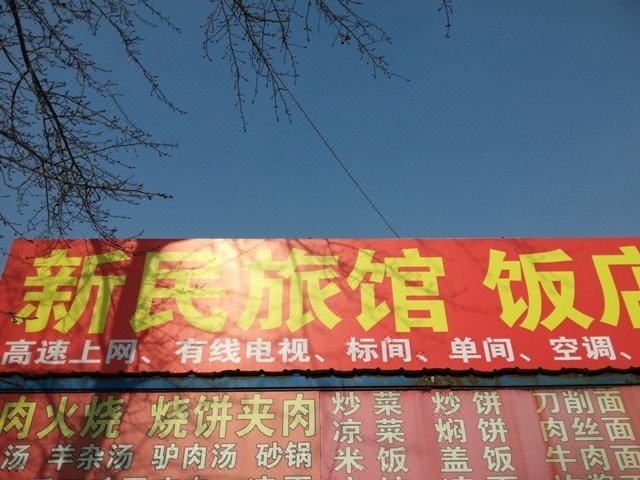 新民旅馆 饭店
高速上网、有线电视、标间、单间、空调、
肉火烧 烧饼夹肉
汤 羊杂汤 驴肉汤 砂锅
炒菜 炒饼 刀削面
凉菜 焖饼 肉丝面
米饭 盖饭 牛肉面